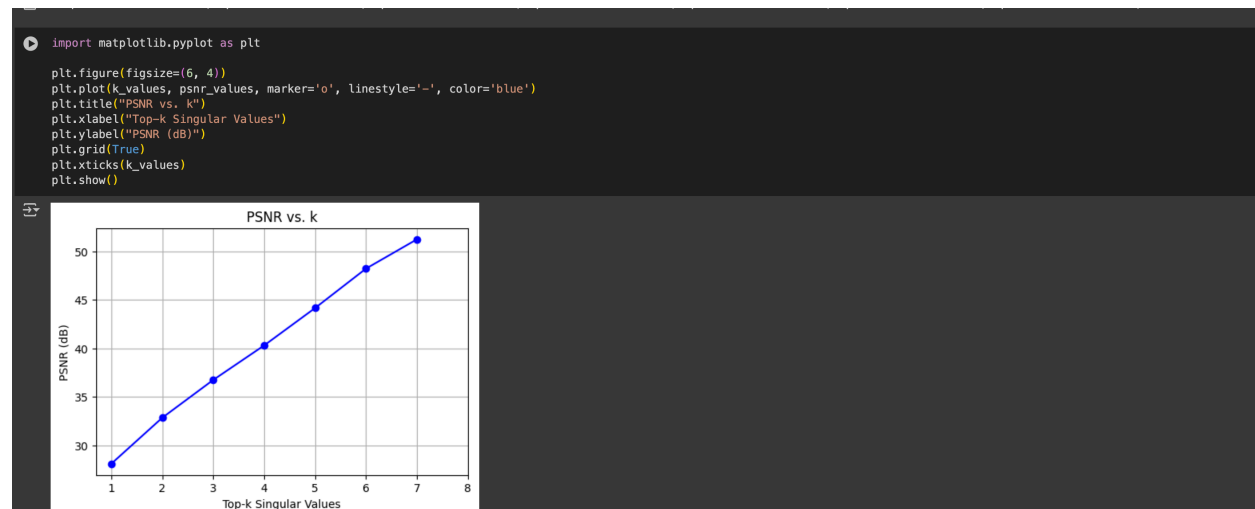 import matplotlib.pyplot as plt
plt.figure(figsize=(6, 4))
plt.plot(k_values, psnr_values, marker='o', linestyle='-', color='blue')
plt.title("PSNR vs. k")
plt.xlabel("Top-k Singular Values")
plt.ylabel("PSNR (dB)")
plt.grid(True)
plt.xticks(k_values)
plt.show()
PSNR vs. k
50
45
40
35
30
PSNR (dB)
1 2 3 4 5 6 7 8
Top-k Singular Values